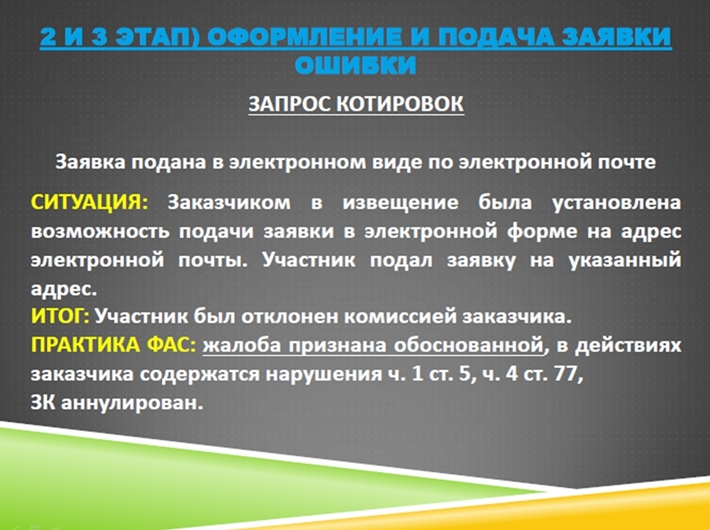 2 И 3 ЭТАП) ОФОРМЛЕНИЕ И ПОДАЧА ЗАЯВКИ
ОШИБКИ
ЗАПРОС КОТИРОВОК
Заявка подана в электронном виде по электронной почте
СИТУАЦИЯ: Заказчиком в извещение была установлена
возможность подачи заявки в электронной форме на адрес
электронной почты. Участник подал заявку на указанный
адрес.
ИТОГ: Участник был отклонен комиссией заказчика.
ПРАКТИКА ФАС: жалоба признана обоснованной, в действиях
заказчика содержатся нарушения ч. 1 ст. 5, ч. 4 ст. 77,
ЗК аннулирован.